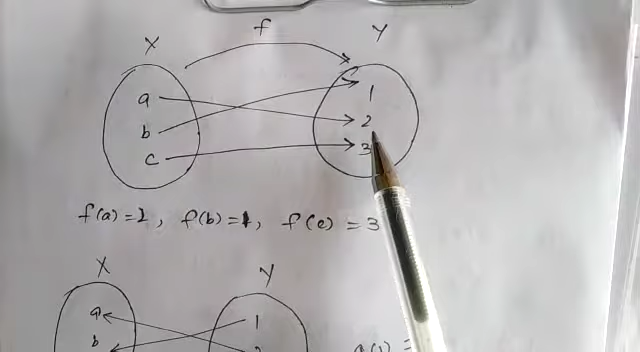 f
X Y
a 1
b 2
c 3
f(a)=2, f(b)=1, f(c)=3
X Y
a 1
b